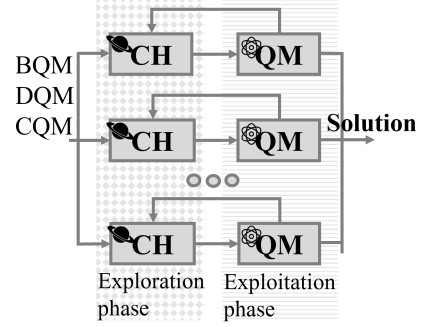 CH
QM
BQM
DQM
CQM
CH
QM
Solution
CH
QM
Exploration
phase
Exploitation
phase